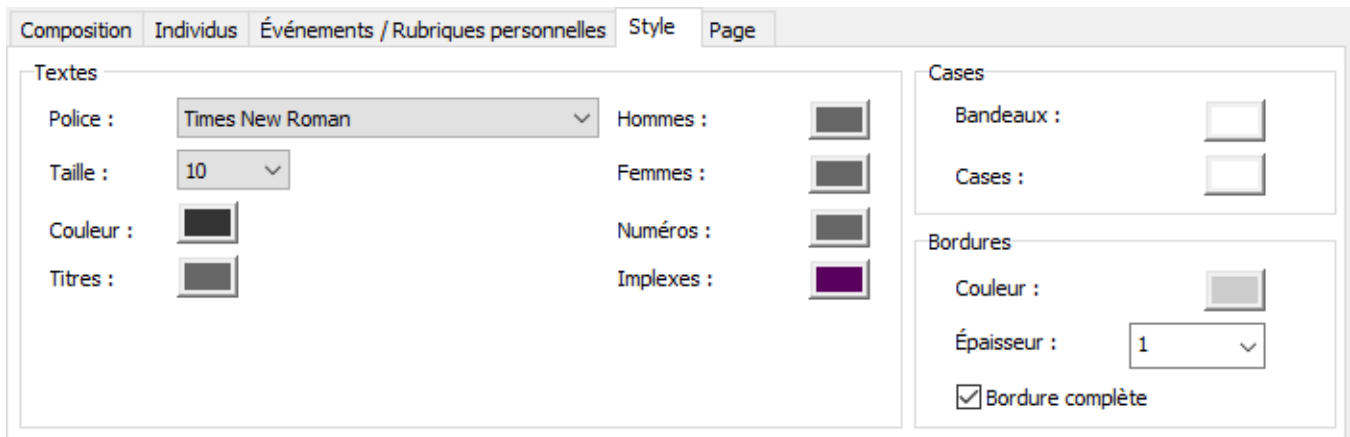 Composition Individus Événements / Rubriques personnelles Style Page
Textes
Police : Times New Roman
Taille : 10
Couleur :
Titres :
Hommes :
Femmes :
Numéros :
Implexes :
Cases
Bandeaux :
Cases :
Bordures
Couleur :
Épaisseur : 1
Bordure complète